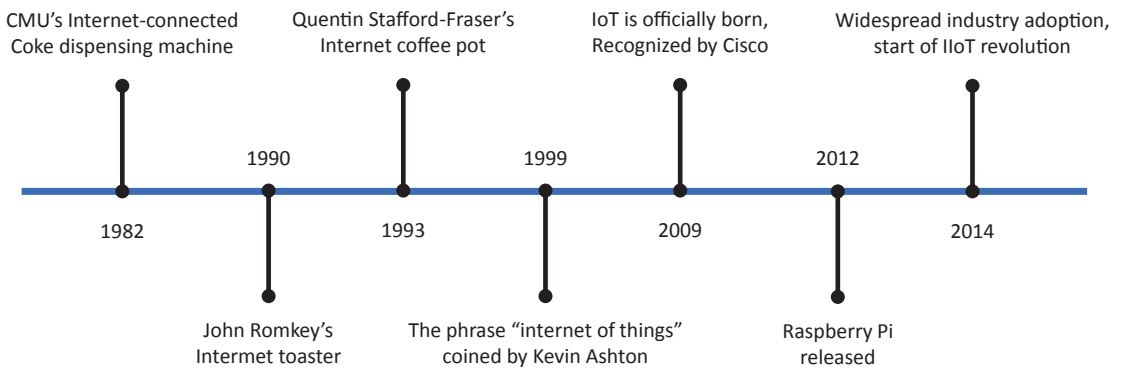 CMU's Internet-connected
Coke dispensing machine
Quentin Stafford-Fraser's
Internet coffee pot
IoT is officially born,
Recognized by Cisco
Widespread industry adoption,
start of IIoT revolution
1990
1999
2012
1982
1993
2009
2014
John Romkey's
Intermet toaster
The phrase “internet of things”
coined by Kevin Ashton
Raspberry Pi
released